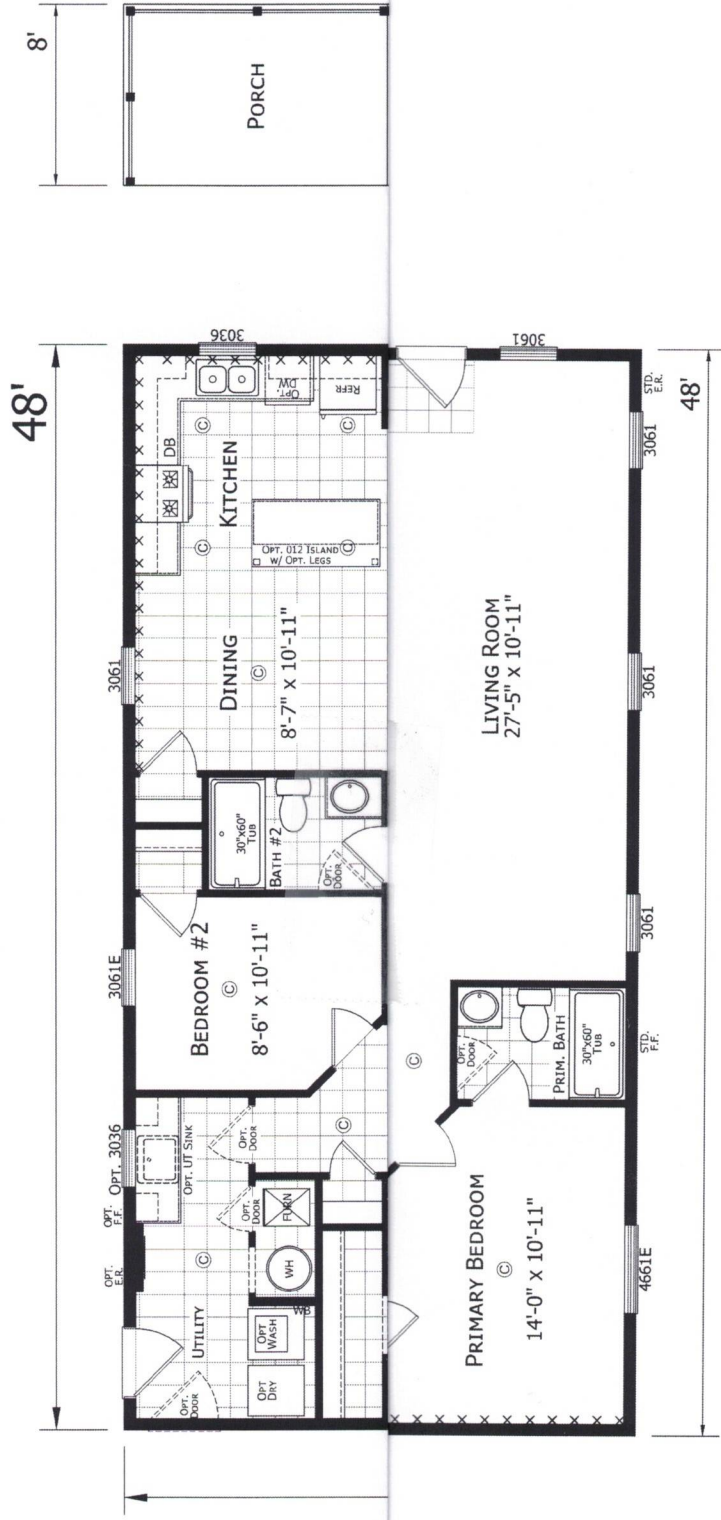 48'
8'
OPT. E.R.
OPT. F.F.
OPT. 3036
3061E
3061
OPT. DOOR
UTILITY
OPT. UT SINK
OPT. DOOR
OPT. DOOR
OPT DRY
OPT WASH
WB
WH
FURN
BEDROOM #2
8'-6" X 10'-11"
30"X60" TUB
BATH #2
OPT. DOOR
DINING
8'-7" X 10'-11"
KITCHEN
DB
OPT. 012 ISLAND
W/ OPT. LEGS
OPT. DW
REFR.
3036
PORCH
PRIMARY BEDROOM
14'-0" X 10'-11"
OPT. DOOR
PRIM. BATH
30"X60" TUB
LIVING ROOM
27'-5" X 10'-11"
3061
4661E
STD. F.F.
3061
3061
3061
STD. E.R.
48'
C
C
C
C
C
C
C
C
C
C